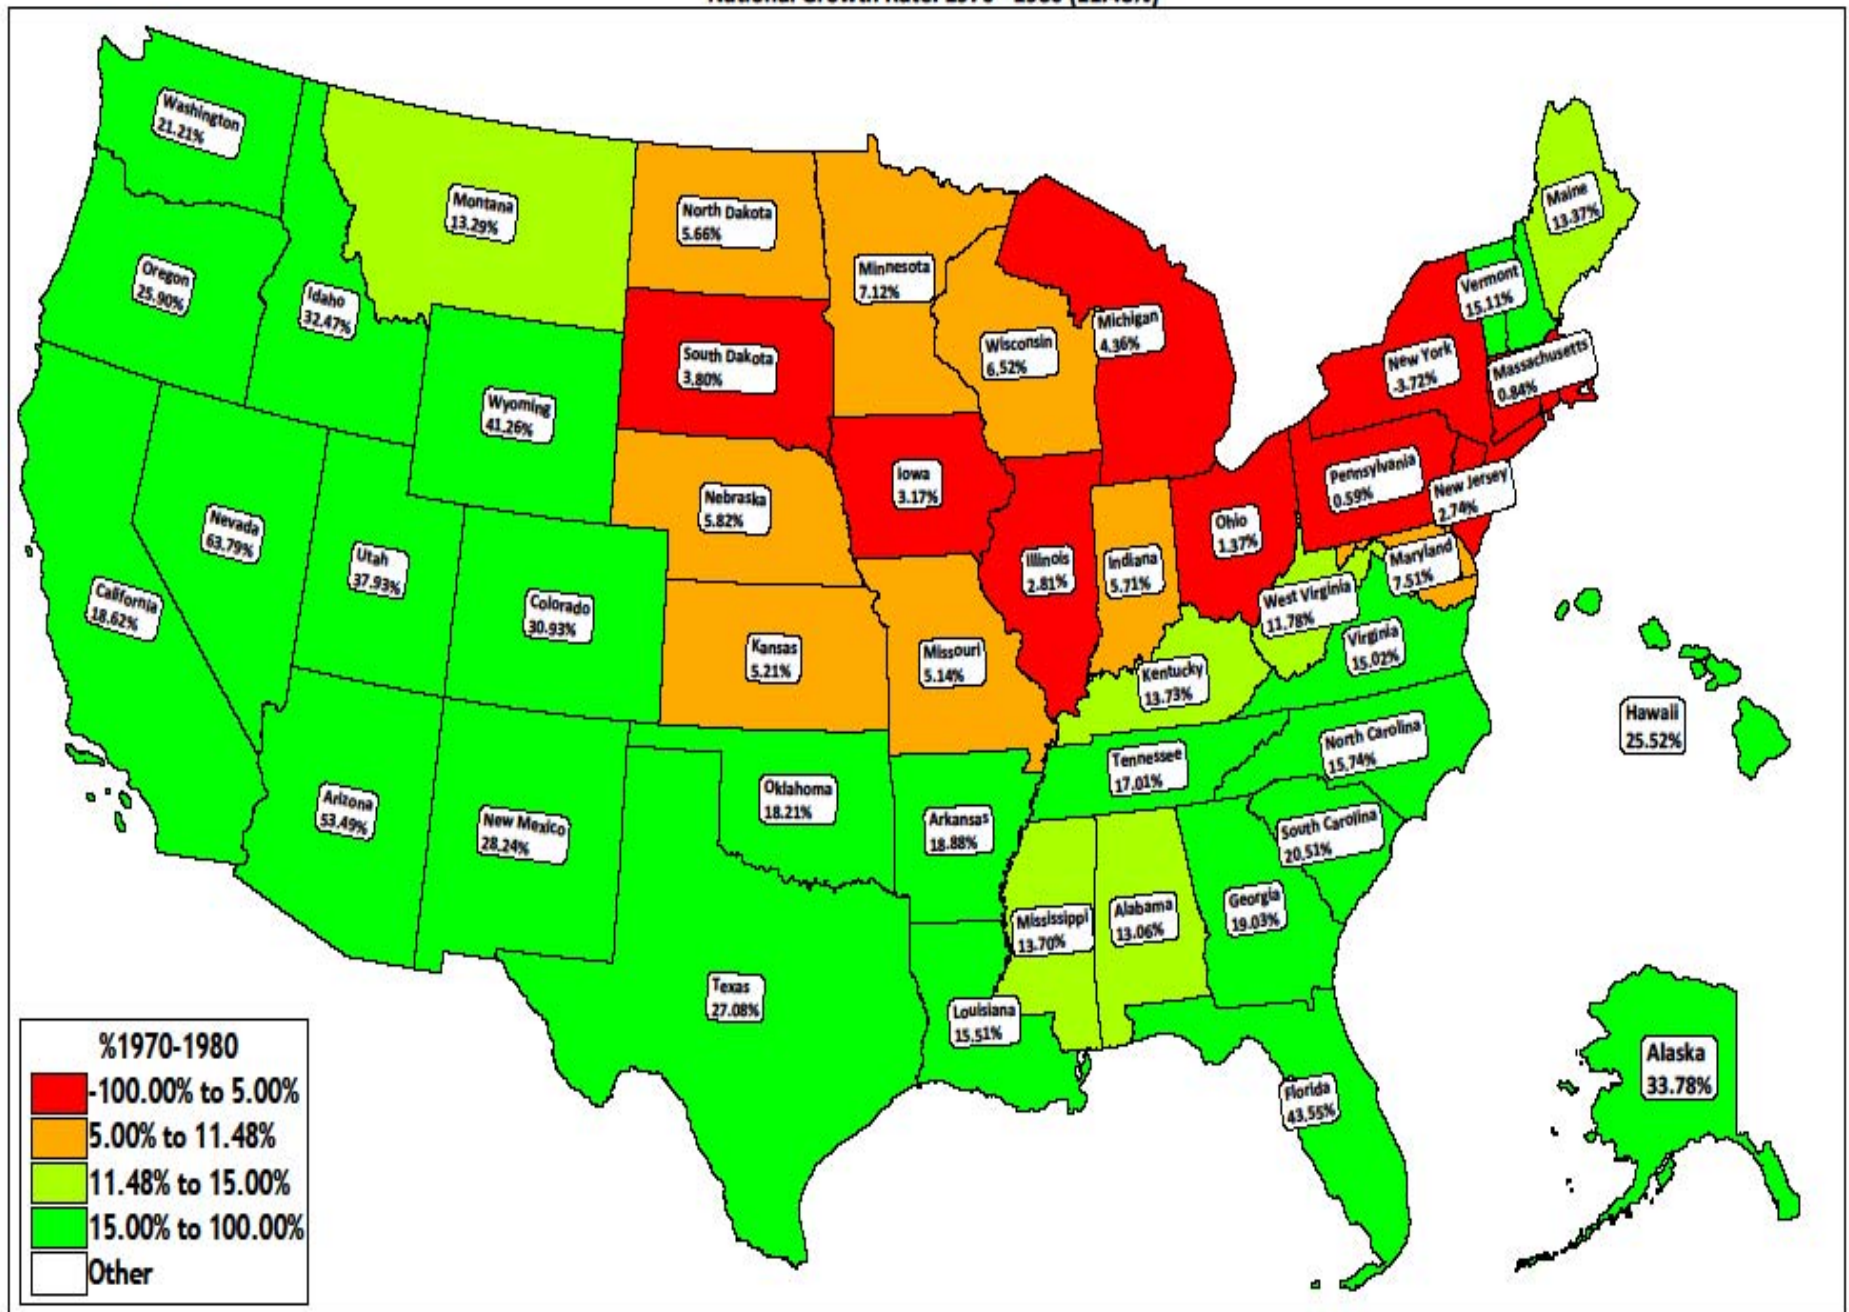 National Growth Rate: 1970 - 1980 (11.48%)
Washington
21.21%
Montana
13.29%
North Dakota
5.66%
Minnesota
7.12%
Maine
13.37%
Oregon
25.90%
Idaho
32.47%
Vermont
15.11%
Wyoming
41.26%
South Dakota
3.80%
Wisconsin
6.52%
Michigan
4.36%
New York
-3.72%
Massachusetts
0.84%
Nebraska
5.82%
Iowa
3.17%
Pennsylvania
0.59%
New Jersey
2.74%
Nevada
63.79%
Utah
37.93%
Colorado
30.93%
Illinois
2.81%
Indiana
5.71%
Ohio
1.37%
Maryland
7.51%
California
18.62%
Kansas
5.21%
Missouri
5.14%
West Virginia
11.78%
Virginia
15.02%
Kentucky
13.73%
Hawaii
25.52%
Arizona
53.49%
New Mexico
28.24%
Oklahoma
18.21%
Arkansas
18.88%
Tennessee
17.01%
North Carolina
15.74%
South Carolina
20.51%
Mississippi
13.70%
Alabama
13.06%
Georgia
19.03%
Texas
27.08%
Louisiana
15.51%
Florida
43.55%
Alaska
33.78%
%1970-1980
-100.00% to 5.00%
5.00% to 11.48%
11.48% to 15.00%
15.00% to 100.00%
Other